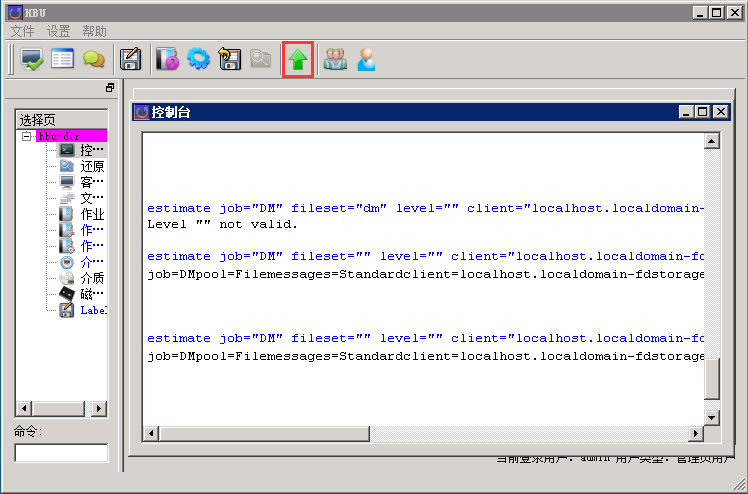 HBU
文件 设置 帮助
选择页
hbu-dir
控···
还原
客···
文···
作业
作···
作···
介···
介质
磁···
Labe
命令:
控制台
estimate job="DM" fileset="dm" level="" client="localhost.localdomain-
Level "" not valid.
estimate job="DM" fileset="" level="" client="localhost.localdomain-fd
job=DMpool=Filemessages=Standardclient=localhost.localdomain-fdstorage
estimate job="DM" fileset="" level="" client="localhost.localdomain-fd
job=DMpool=Filemessages=Standardclient=localhost.localdomain-fdstorage
当前登录用户: admin 用户类型: 管理员用户